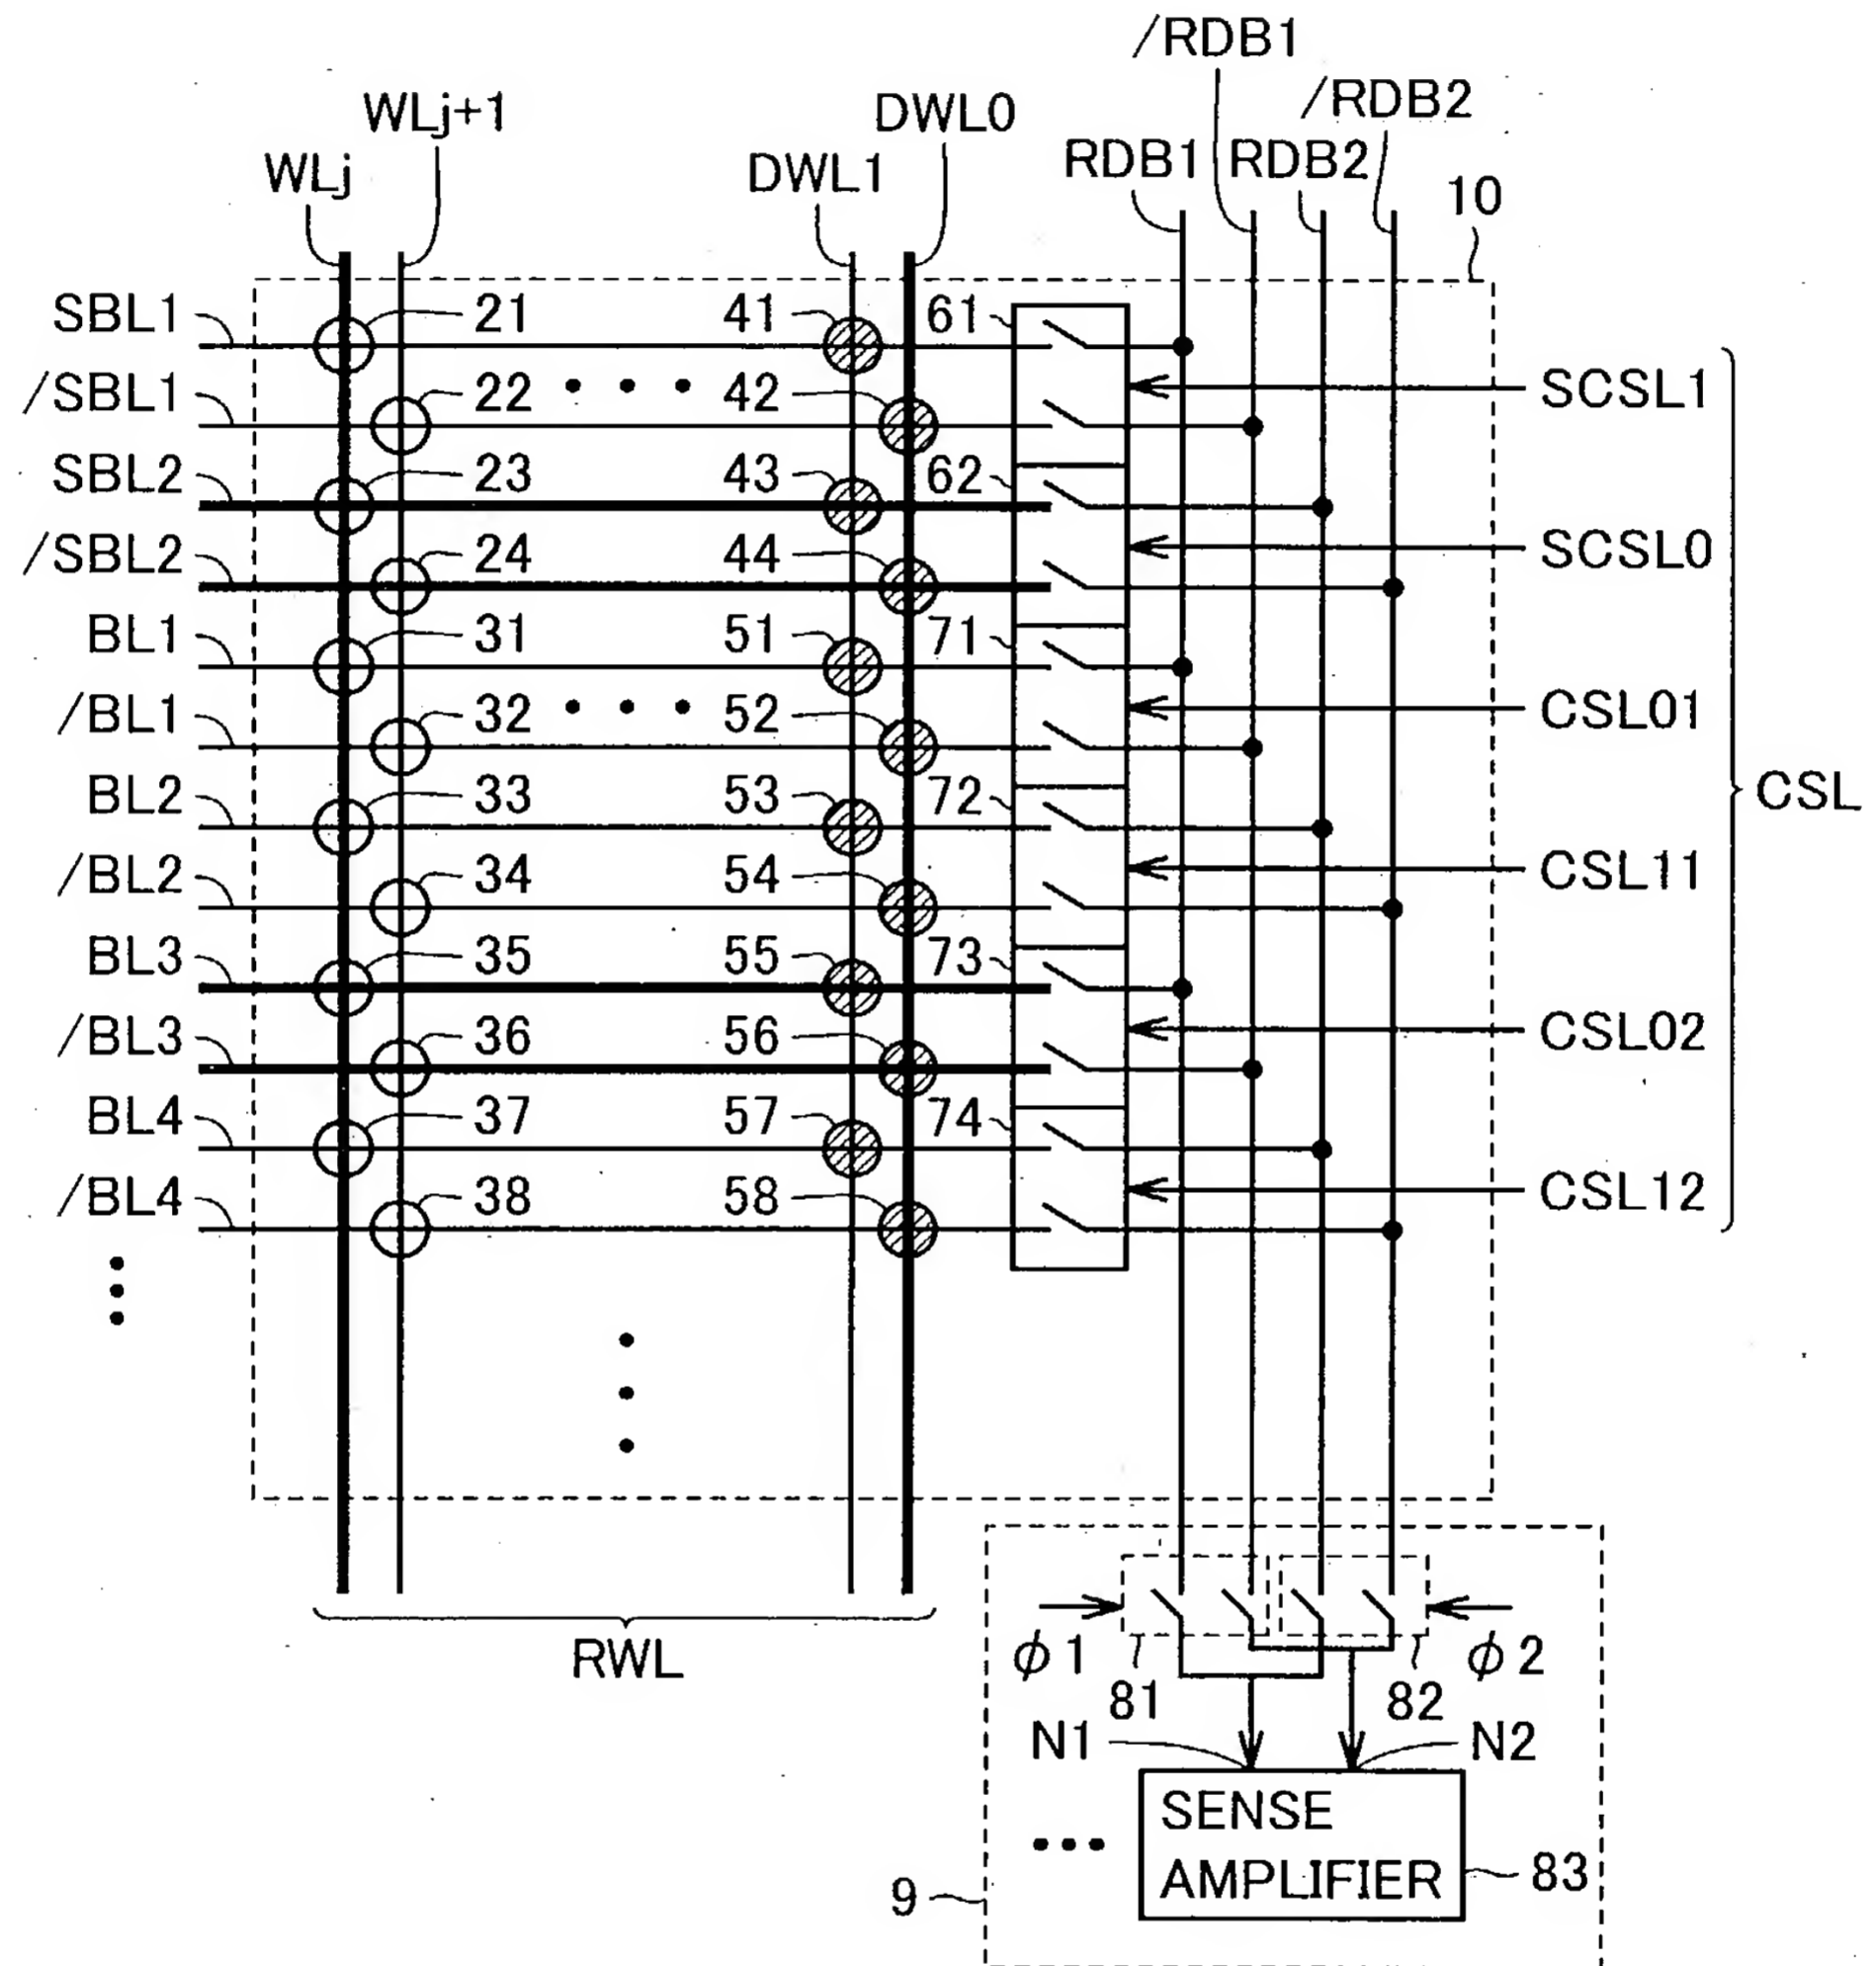 /RDB1
WLj+1
DWL0
/RDB2
WLj
DWL1
RDB1
RDB2
10
SBL1
21
41
61
/SBL1
22
42
SCSL1
SBL2
23
43
62
/SBL2
24
44
SCSL0
BL1
31
51
71
/BL1
32
52
CSL01
BL2
33
53
72
CSL
/BL2
34
54
CSL11
BL3
35
55
73
/BL3
36
56
CSL02
BL4
37
57
74
/BL4
38
58
CSL12
RWL
ϕ1
81
82
ϕ2
N1
N2
SENSE
AMPLIFIER
83
9